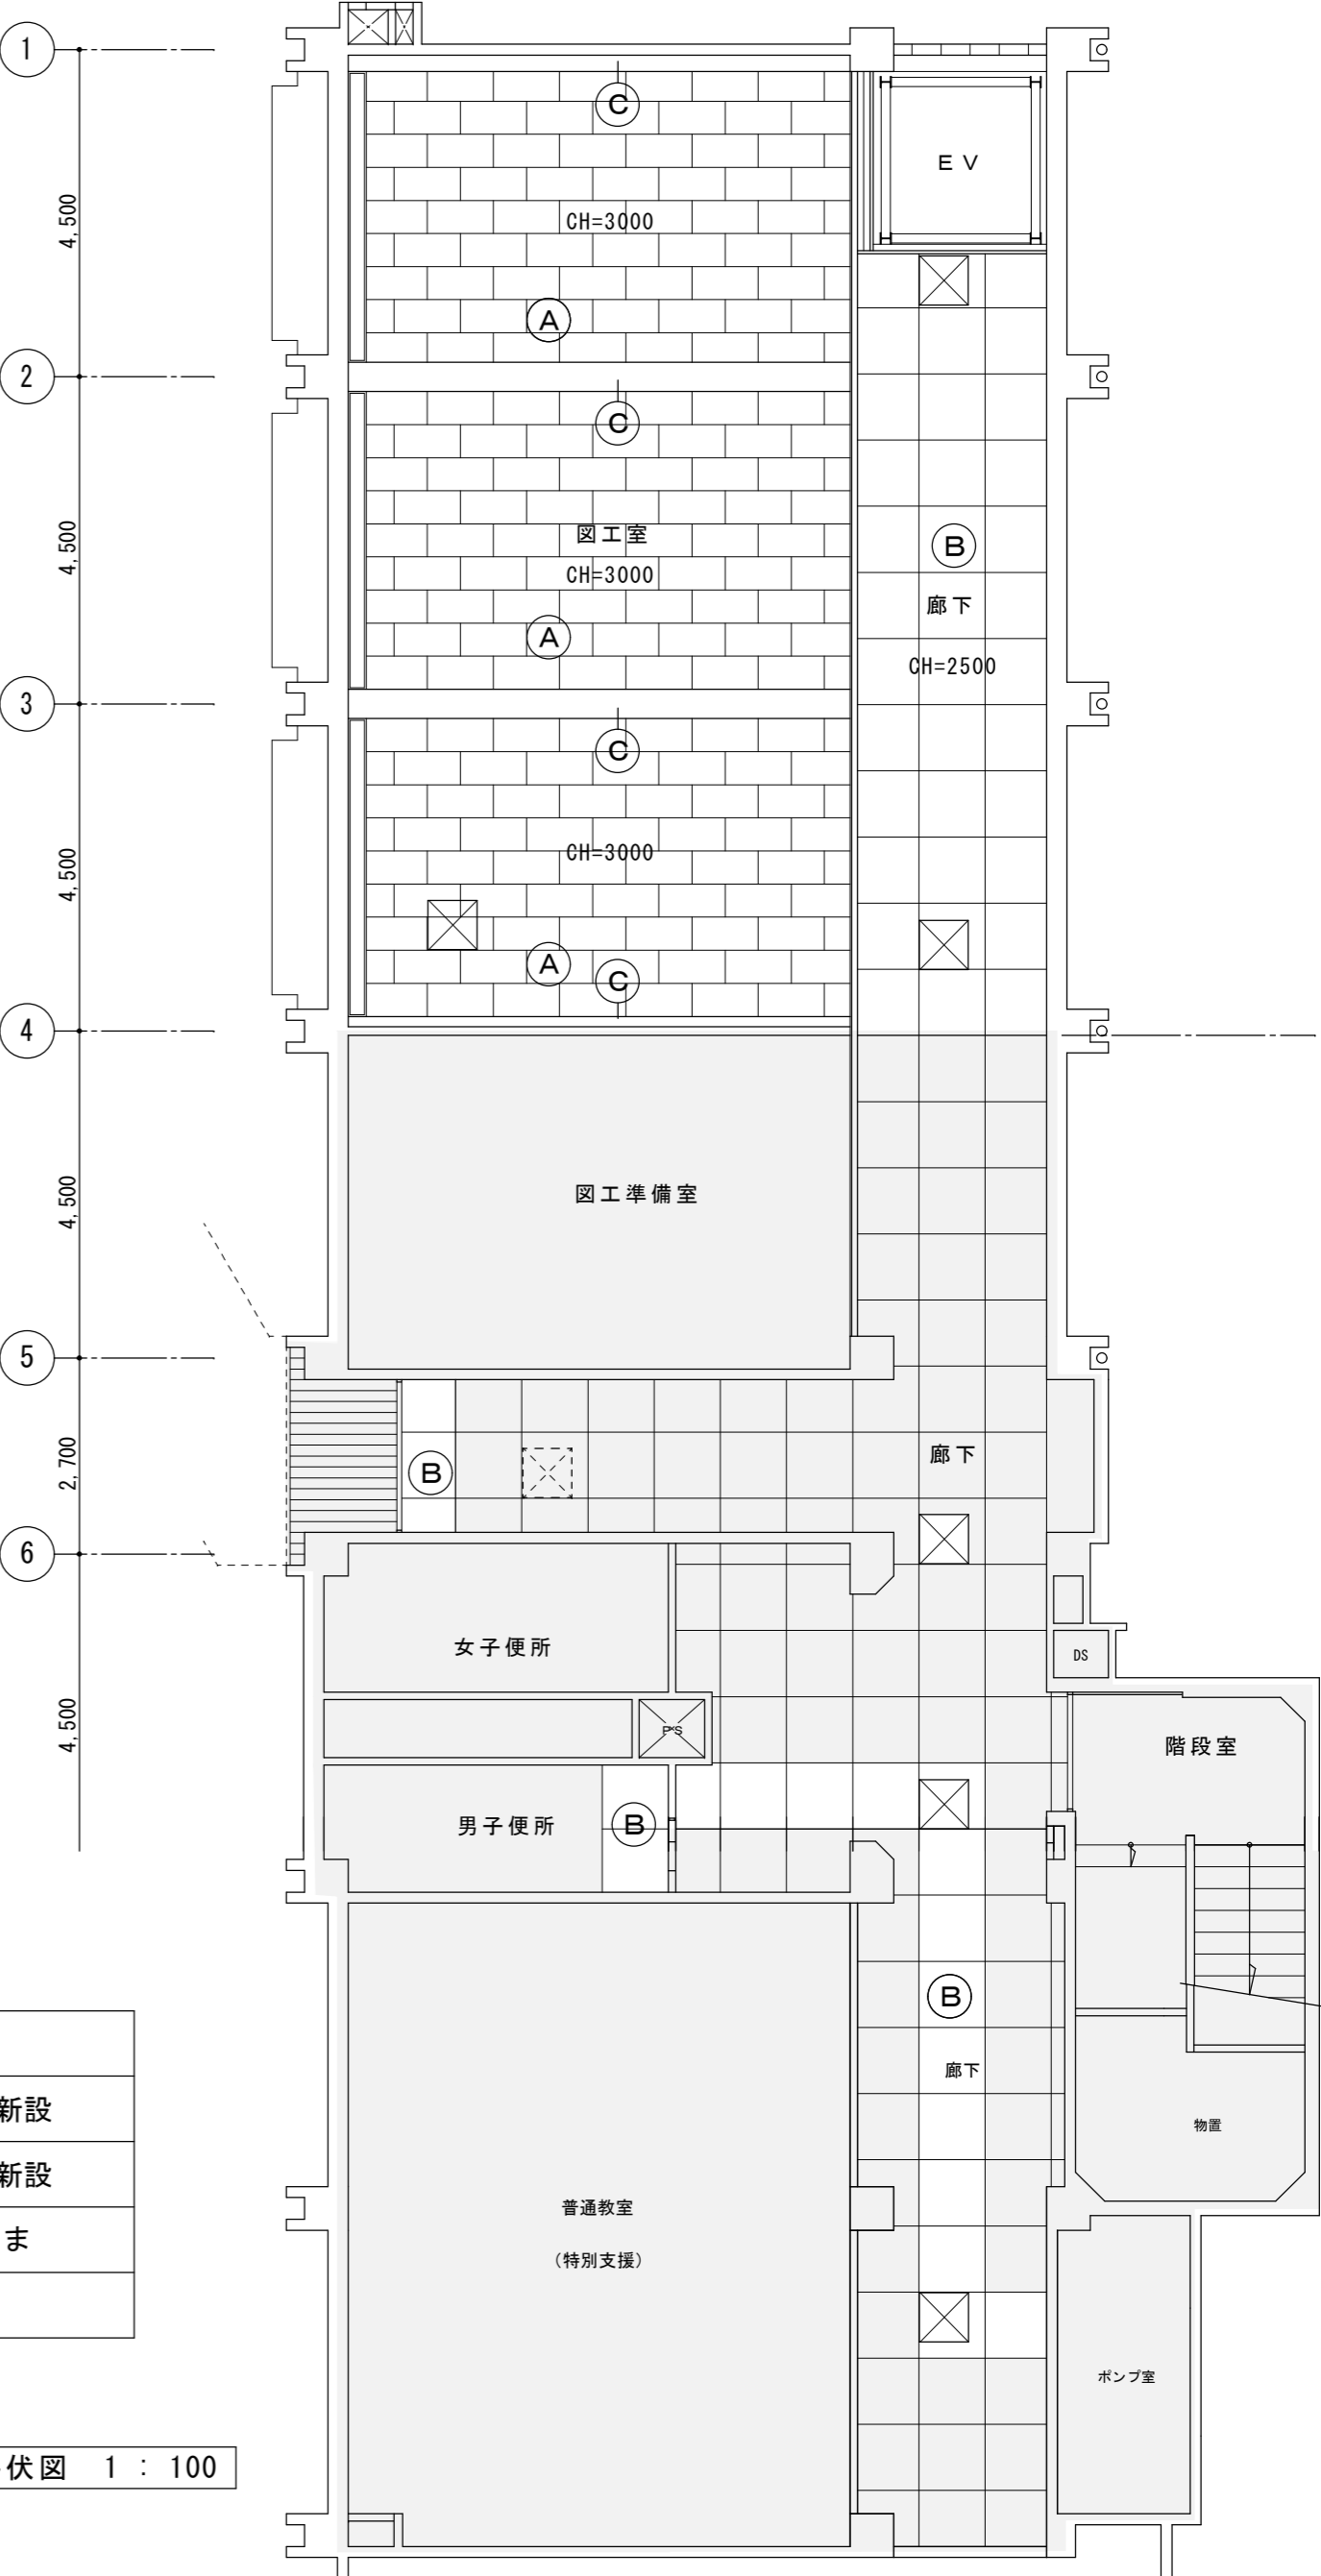 1
4,500
C
EV
CH=3000
A
2
4,500
C
図工室
CH=3000
A
B
廊下
CH=2500
3
4,500
C
CH=3000
A
C
4
4,500
図工準備室
5
2,700
B
廊下
6
4,500
女子便所
DS
PS
階段室
男子便所
B
B
廊下
新設
新設
ま
物置
普通教室
(特別支援)
ポンプ室
伏図 1 : 100